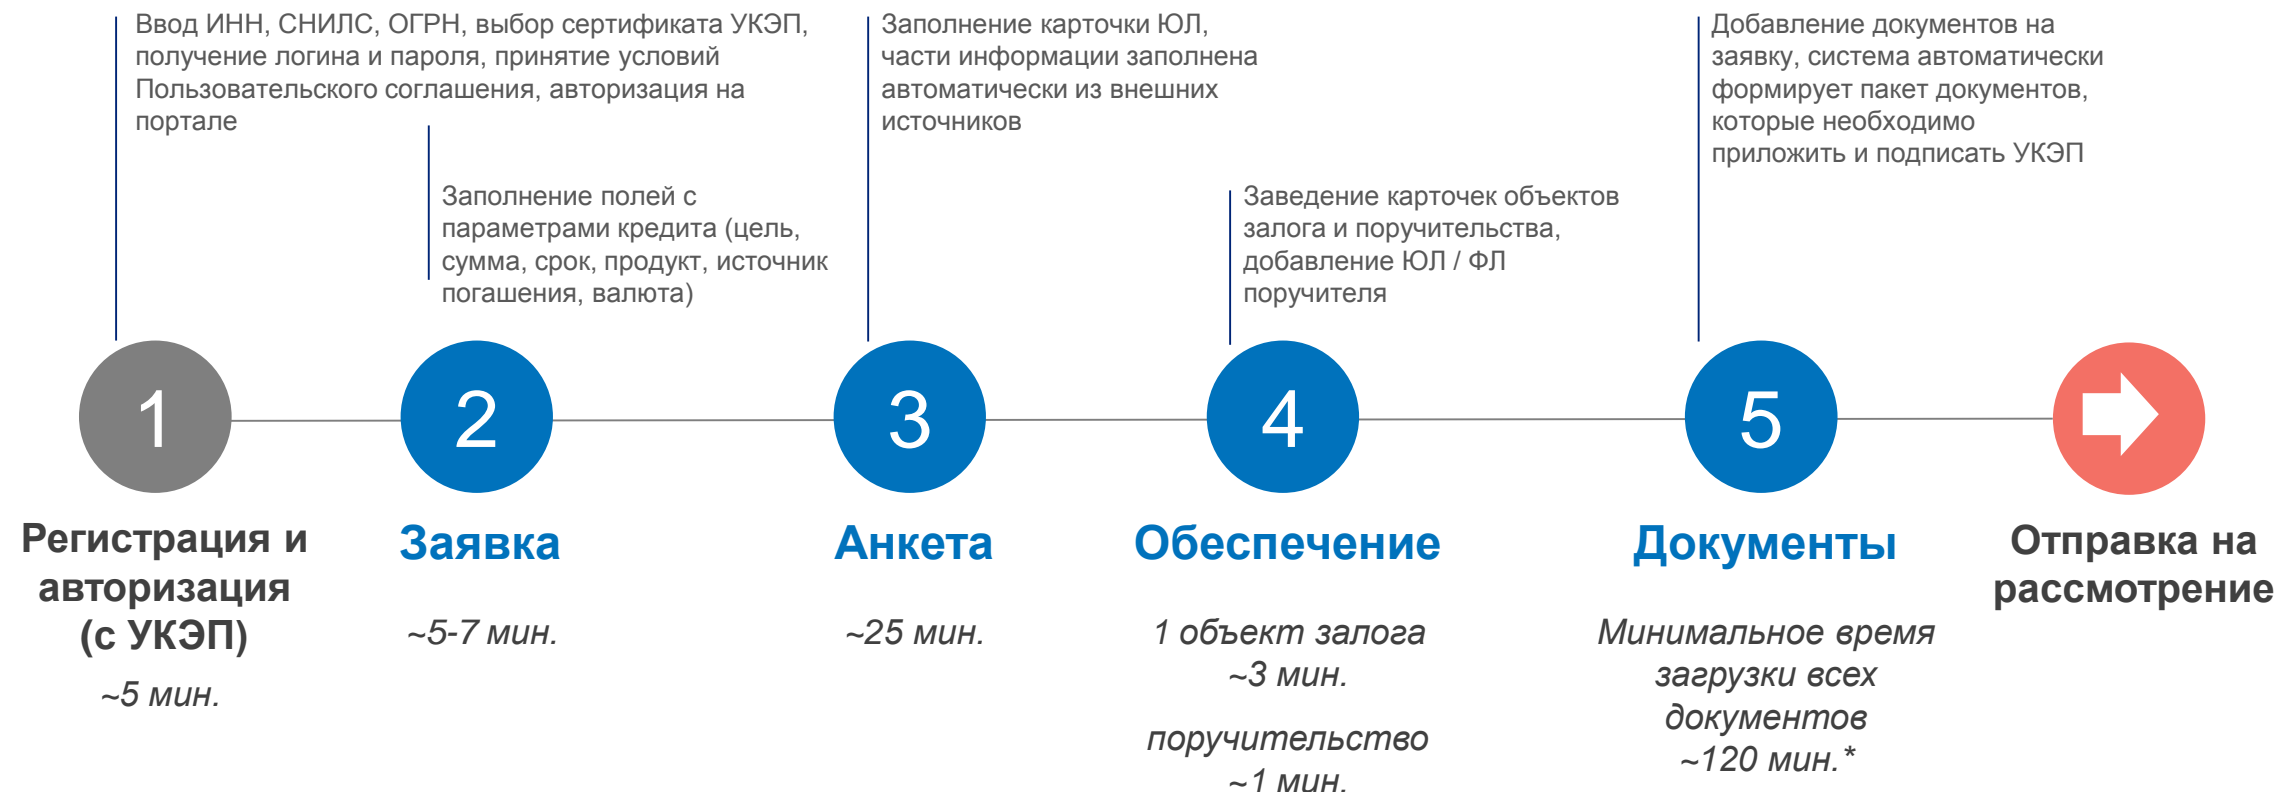 Ввод ИНН, СНИЛС, ОГРН, выбор сертификата УКЭП,
получение логина и пароля, принятие условий
Пользовательского соглашения, авторизация на
портале
Заполнение полей с
параметрами кредита (цель,
сумма, срок, продукт, источник
погашения, валюта)
Заполнение карточки ЮЛ,
части информации заполнена
автоматически из внешних
источников
Заведение карточек объектов
залога и поручительства,
добавление ЮЛ / ФЛ
поручителя
Добавление документов на
заявку, система автоматически
формирует пакет документов,
которые необходимо
приложить и подписать УКЭП
1
2
3
4
5
Регистрация и
авторизация
(с УКЭП)
~5 мин.
Заявка
~5-7 мин.
Анкета
~25 мин.
Обеспечение
1 объект залога
~3 мин.
поручительство
~1 мин.
Документы
Минимальное время
загрузки всех
документов
~120 мин.*
Отправка на
рассмотрение